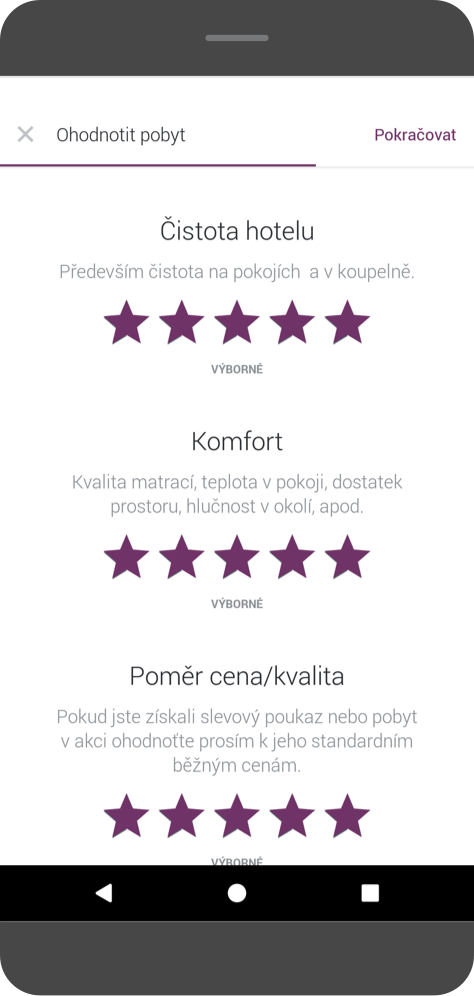 Ohodnotit pobyt
Pokračovat
Čistota hotelu
Především čistota na pokojích a v koupelně.
VÝBORNÉ
Komfort
Kvalita matrací, teplota v pokoji, dostatek
prostoru, hlučnost v okolí, apod.
VÝBORNÉ
Poměr cena/kvalita
Pokud jste získali slevový poukaz nebo pobyt
v akci ohodnoťte prosím k jeho standardním
běžným cenám.
VÝBORNÉ